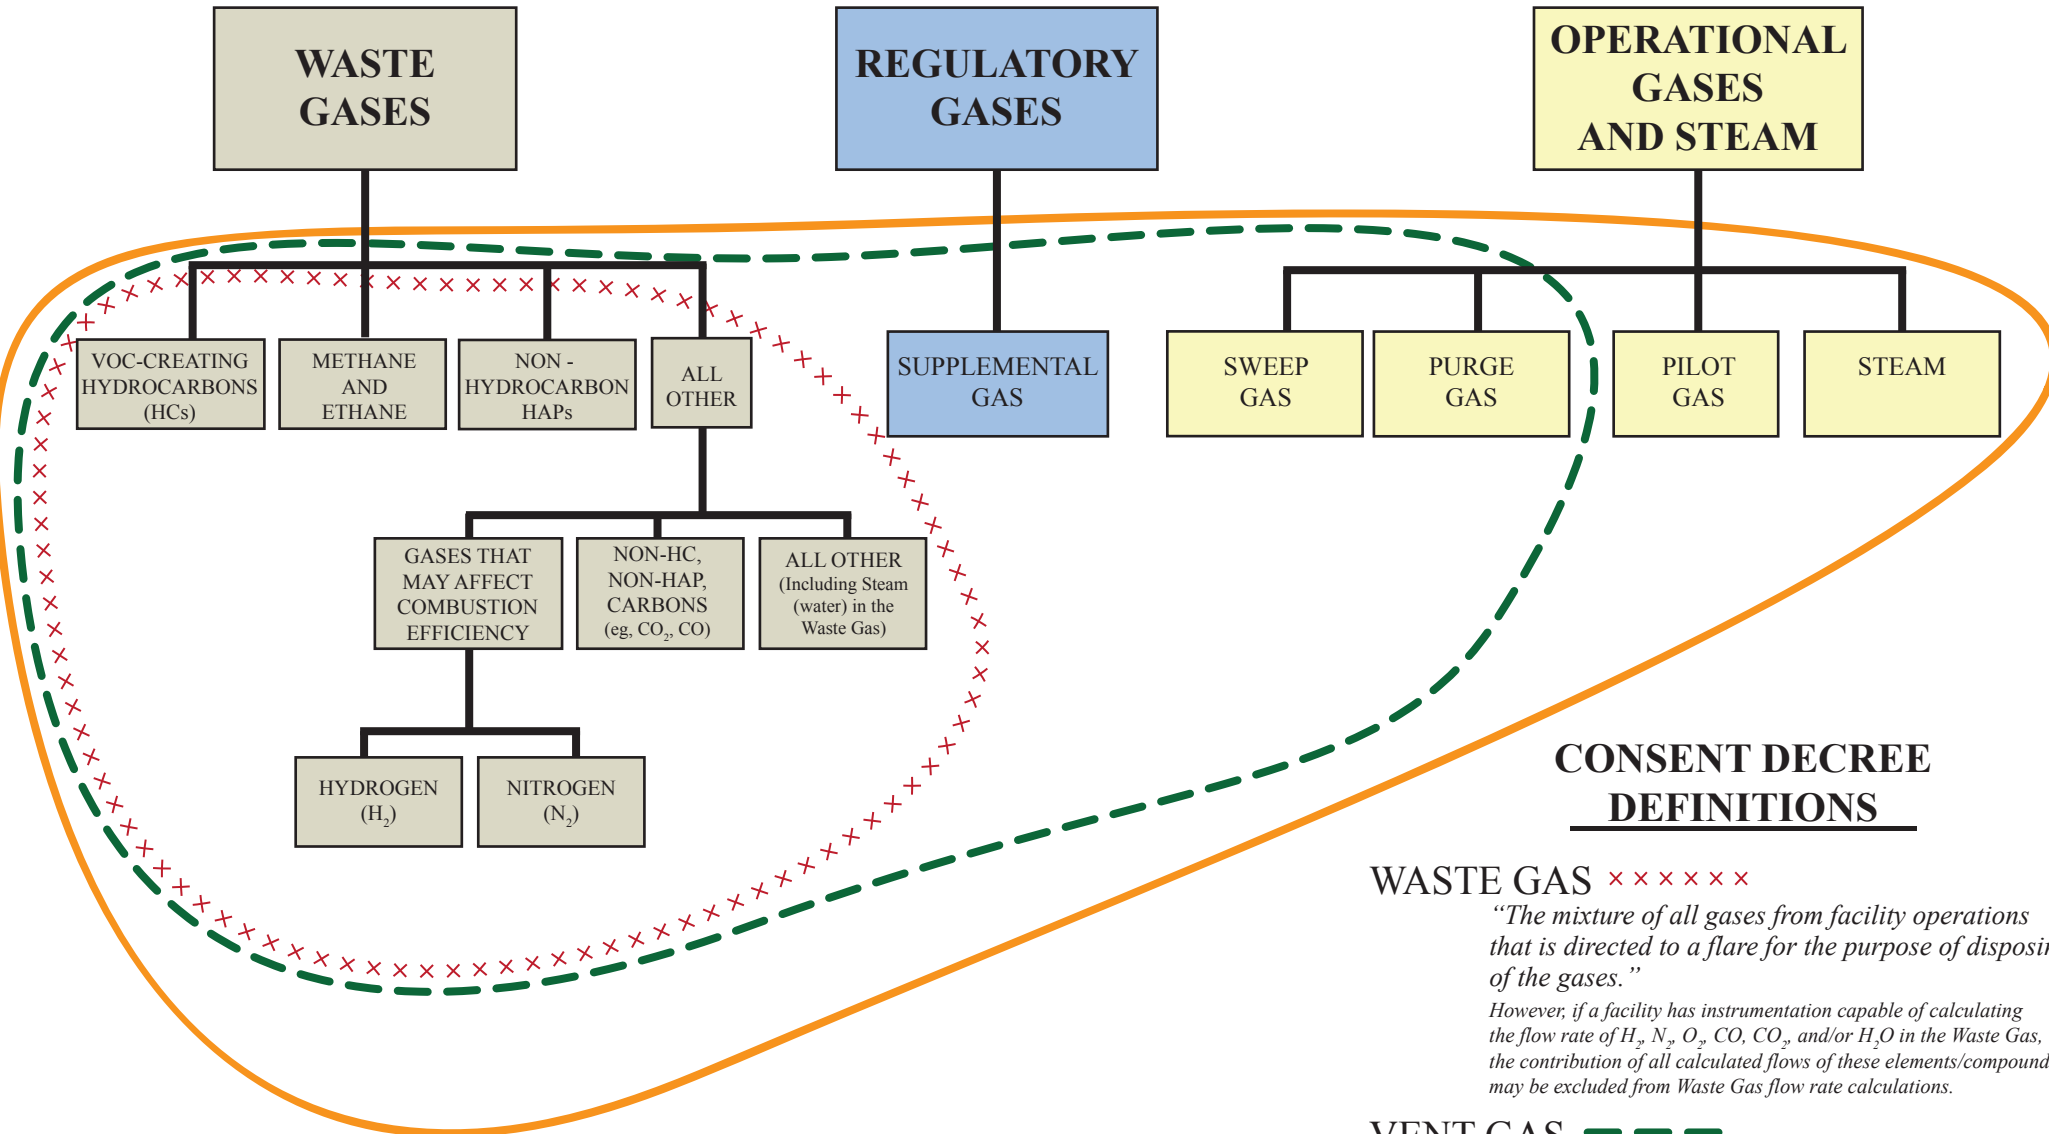 WASTE
GASES
REGULATORY
GASES
OPERATIONAL
GASES
AND STEAM
VOC-CREATING
HYDROCARBONS
(HCs)
METHANE
AND
ETHANE
NON -
HYDROCARBON
HAPs
ALL
OTHER
SUPPLEMENTAL
GAS
SWEEP
GAS
PURGE
GAS
PILOT
GAS
STEAM
GASES THAT
MAY AFFECT
COMBUSTION
EFFICIENCY
NON-HC,
NON-HAP,
CARBONS
(eg, CO₂, CO)
ALL OTHER
(Including Steam
(water) in the
Waste Gas)
HYDROGEN
(H₂)
NITROGEN
(N₂)
CONSENT DECREE
DEFINITIONS
WASTE GAS
“The mixture of all gases from facility operations
that is directed to a flare for the purpose of disposin
of the gases.”
However, if a facility has instrumentation capable of calculating
the flow rate of H₂, N₂, O₂, CO, CO₂, and/or H₂O in the Waste Gas,
the contribution of all calculated flows of these elements/compound
may be excluded from Waste Gas flow rate calculations.
VENT GAS